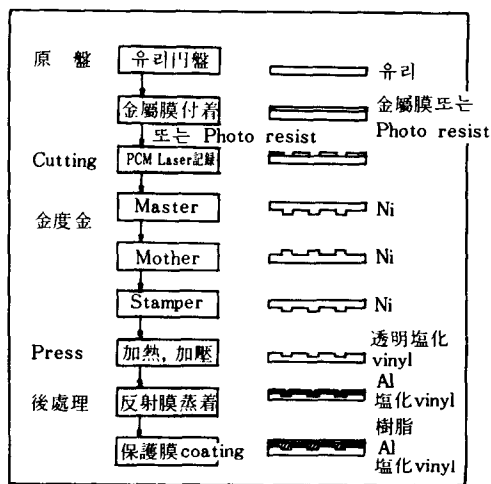 原 盤 유리円盤 유리
金屬膜付着 金屬膜또는
또는 Photo resist Photo resist
Cutting PCM Laser記録
金度金 Master Ni
Mother Ni
Stamper Ni
Press 加熱, 加壓 透明塩化
vinyl
後處理 反射膜蒸着 Al
塩化vinyl
保護膜coating 樹脂
Al
塩化vinyl